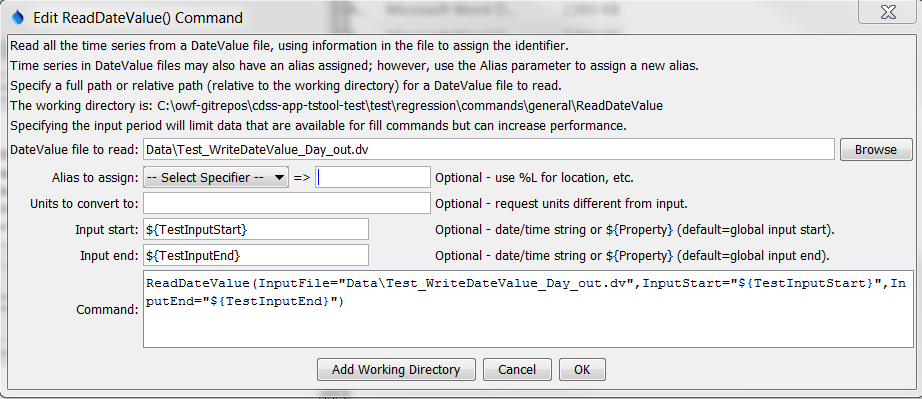 Edit ReadDateValue() Command
Read all the time series from a DateValue file, using information in the file to assign the identifier.
Time series in DateValue files may also have an alias assigned; however, use the Alias parameter to assign a new alias.
Specify a full path or relative path (relative to the working directory) for a DateValue file to read.
The working directory is: C:\owf-gitrepos\cdss-app-tstool-test\test\regression\commands\general\ReadDateValue
Specifying the input period will limit data that are available for fill commands but can increase performance.
DateValue file to read: Data\Test_WriteDateValue_Day_out.dv Browse
Alias to assign: -- Select Specifier -- => Optional - use %L for location, etc.
Units to convert to: Optional - request units different from input.
Input start: ${TestInputStart} Optional - date/time string or ${Property} (default=global input start).
Input end: ${TestInputEnd} Optional - date/time string or ${Property} (default=global input end).
Command: ReadDateValue(InputFile="Data\Test_WriteDateValue_Day_out.dv",InputStart="${TestInputStart}",In
putEnd="${TestInputEnd}")
Add Working Directory Cancel OK